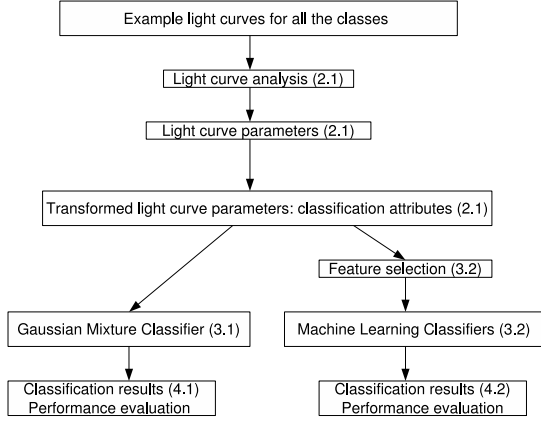 Example light curves for all the classes
Light curve analysis (2.1)
Light curve parameters (2.1)
Transformed light curve parameters: classification attributes (2.1)
Feature selection (3.2)
Gaussian Mixture Classifier (3.1)
Machine Learning Classifiers (3.2)
Classification results (4.1)
Performance evaluation
Classification results (4.2)
Performance evaluation